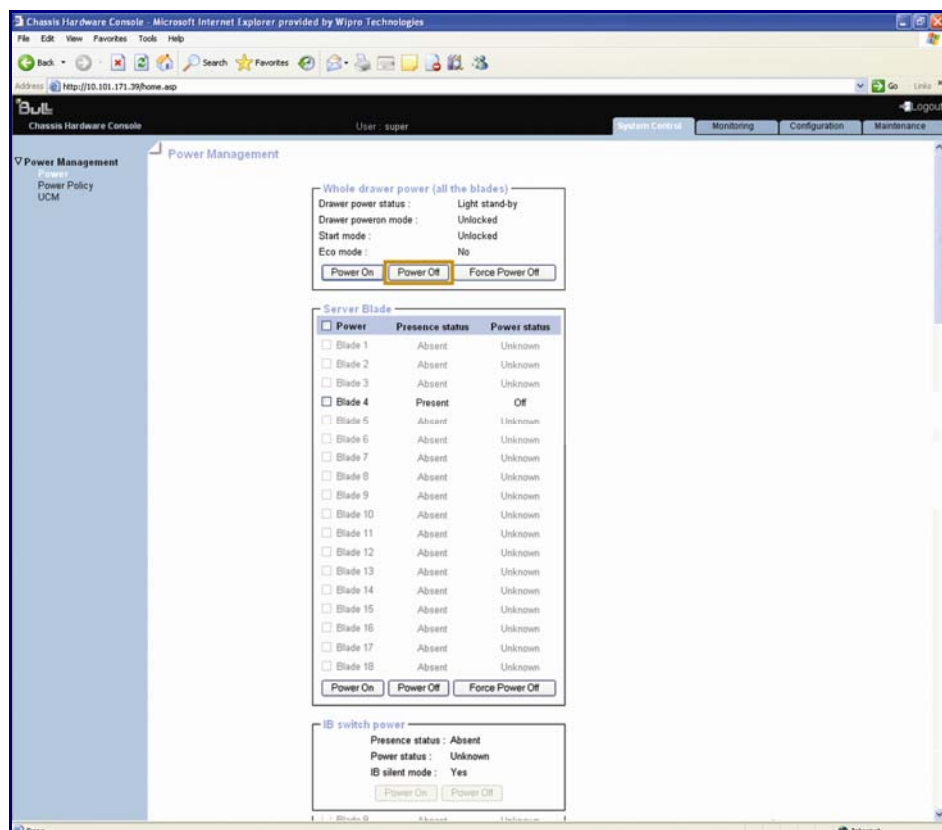 Chassis Hardware Console - Microsoft Internet Explorer provided by Wipro Technologies
File Edit View Favorites Tools Help
Back Search Favorites
Address http://10.101.171.39/home.asp Go Links
Bull Logout
Chassis Hardware Console User : super System Control Monitoring Configuration Maintenance
Power Management
Power
Power Policy
UCM
Power Management
Whole drawer power (all the blades)
Drawer power status : Light stand-by
Drawer poweron mode : Unlocked
Start mode : Unlocked
Eco mode : No
Power On Power Off Force Power Off
Server Blade
Power Presence status Power status
Blade 1 Absent Unknown
Blade 2 Absent Unknown
Blade 3 Absent Unknown
Blade 4 Present Off
Blade 5 Absent Unknown
Blade 6 Absent Unknown
Blade 7 Absent Unknown
Blade 8 Absent Unknown
Blade 9 Absent Unknown
Blade 10 Absent Unknown
Blade 11 Absent Unknown
Blade 12 Absent Unknown
Blade 13 Absent Unknown
Blade 14 Absent Unknown
Blade 15 Absent Unknown
Blade 16 Absent Unknown
Blade 17 Absent Unknown
Blade 18 Absent Unknown
Power On Power Off Force Power Off
IB switch power
Presence status : Absent
Power status : Unknown
IB silent mode : Yes
Power On Power Off